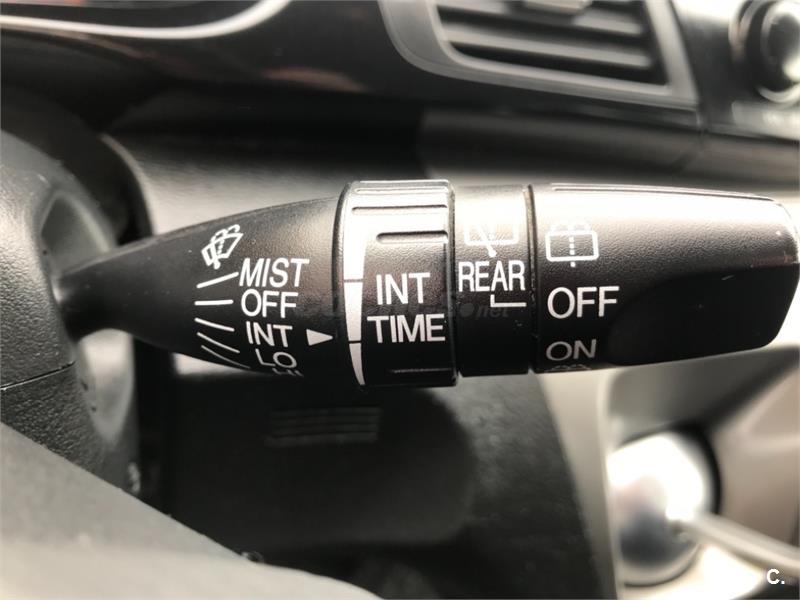 MIST
OFF
INT
LO
INT
TIME
REAR
OFF
ON
C.